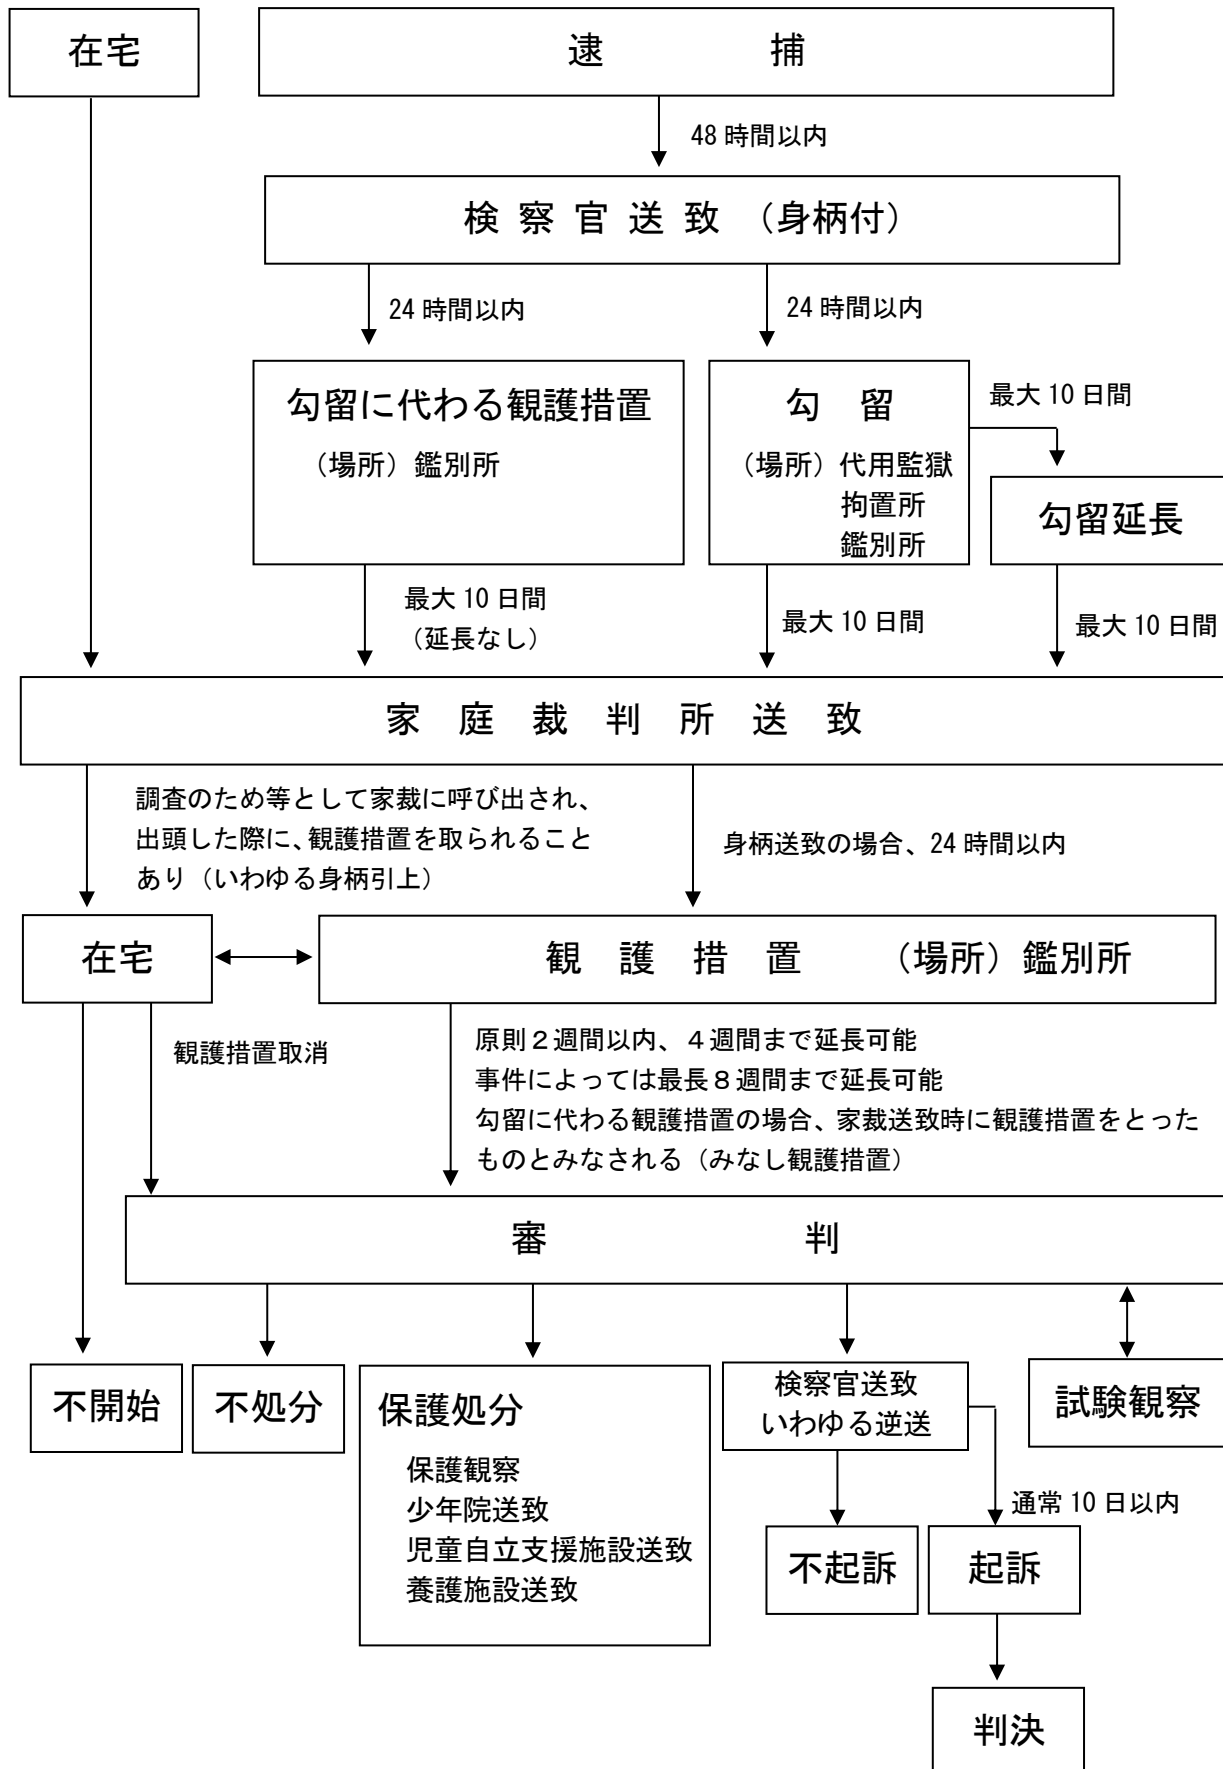 在宅
逮　　　　　捕
48 時間以内
検 察 官 送 致 （身柄付）
24 時間以内
24 時間以内
勾留に代わる観護措置
（場所）鑑別所
勾　留
（場所）代用監獄
拘置所
鑑別所
最大 10 日間
勾留延長
最大 10 日間
（延長なし）
最大 10 日間
最大 10 日間
家　庭　裁　判　所　送　致
調査のため等として家裁に呼び出され、
出頭した際に、観護措置を取られること
あり（いわゆる身柄引上）
身柄送致の場合、24 時間以内
在宅
観　護　措　置　　（場所）鑑別所
観護措置取消
原則２週間以内、４週間まで延長可能
事件によっては最長８週間まで延長可能
勾留に代わる観護措置の場合、家裁送致時に観護措置をとった
ものとみなされる（みなし観護措置）
審　　　　　　　判
不開始
不処分
保護処分
保護観察
少年院送致
児童自立支援施設送致
養護施設送致
検察官送致
いわゆる逆送
試験観察
通常 10 日以内
不起訴
起訴
判決